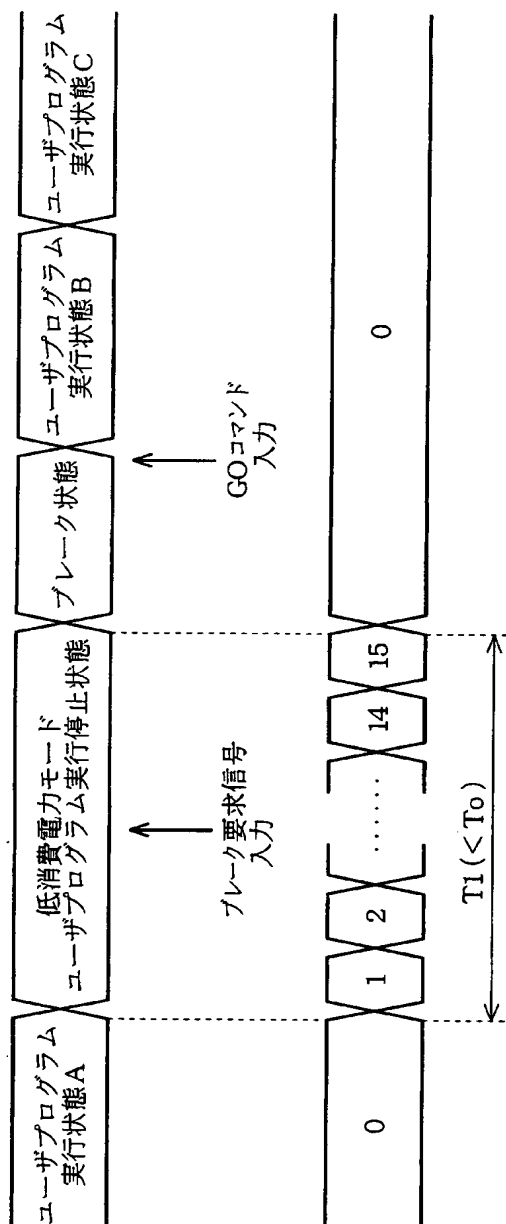 ユーザプログラム
実行状態A
低消費電力モード
ユーザプログラム実行停止状態
ブレーク状態
ユーザプログラム
実行状態B
ユーザプログラム
実行状態C
ブレーク要求信号
入力
GOコマンド
入力
0
1
2
......
14
15
0
T1(<To)